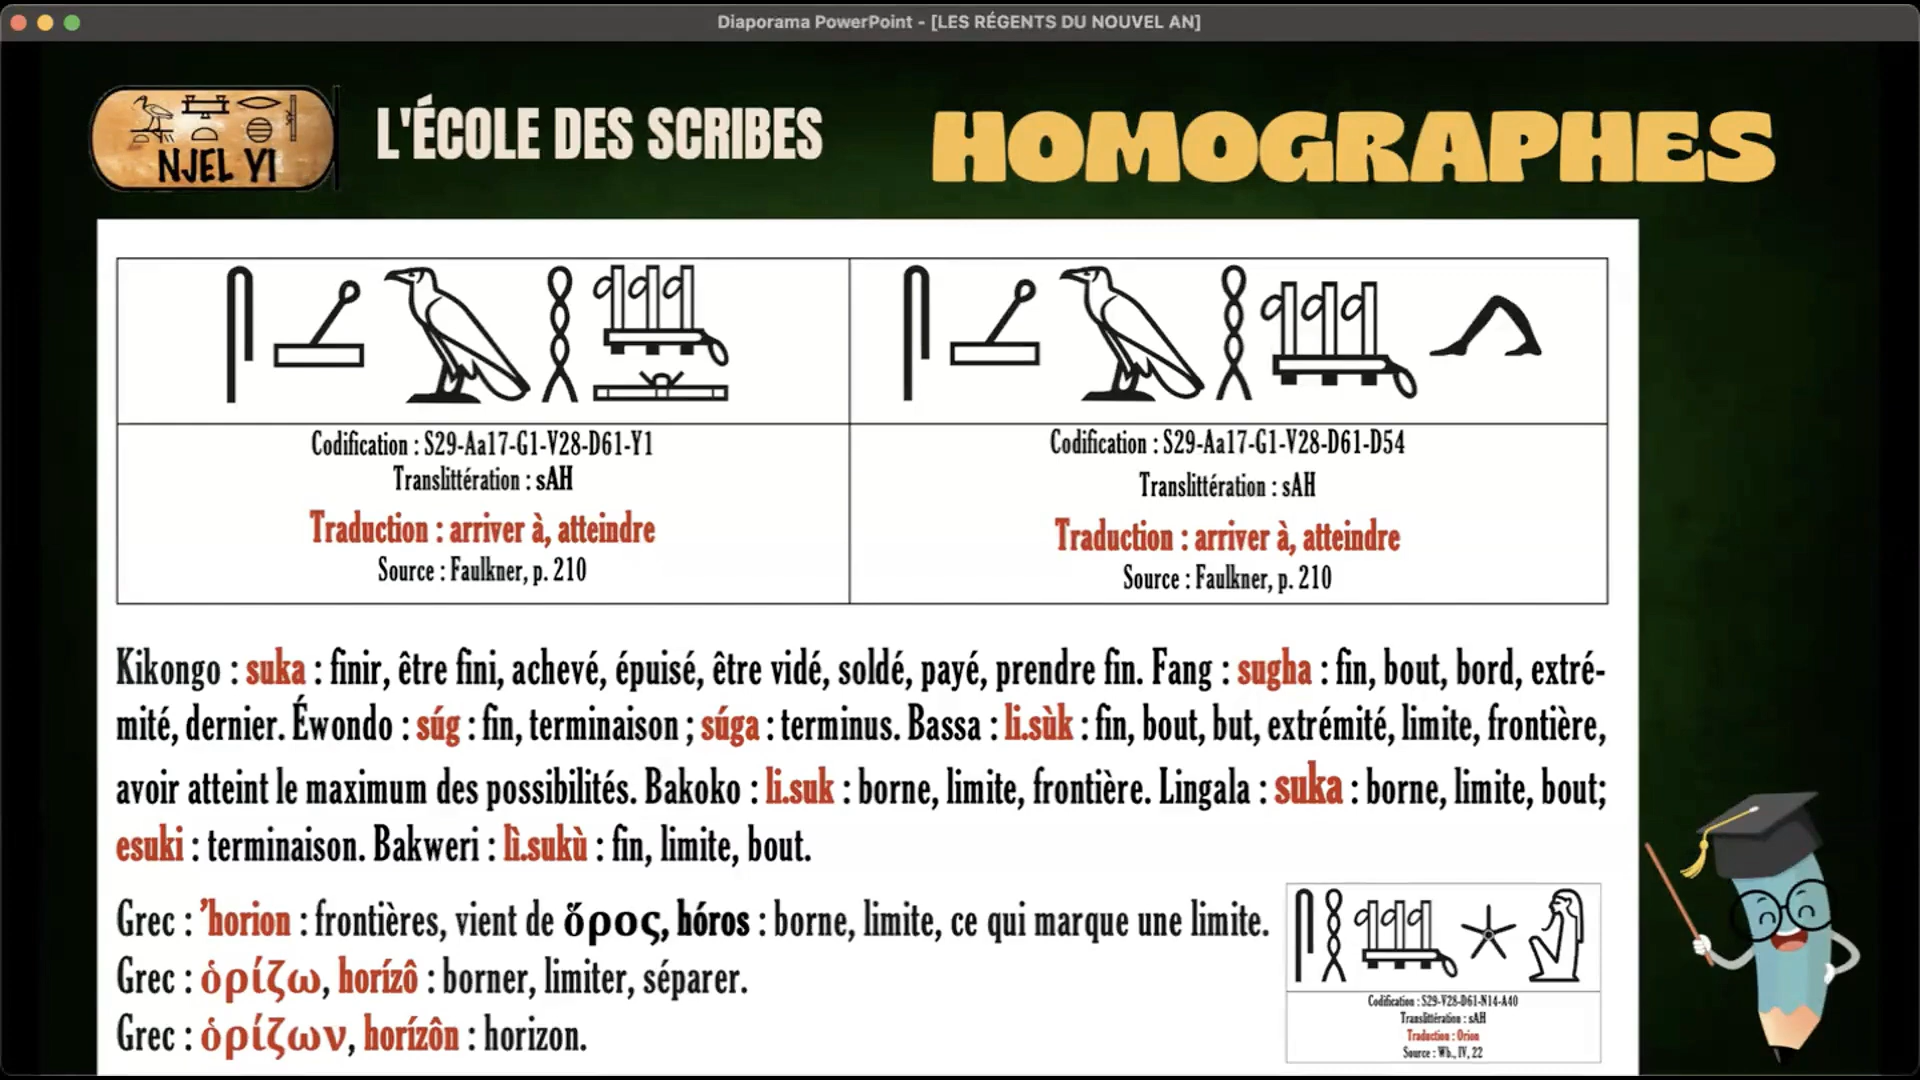 Diaporama PowerPoint - [LES RÉGENTS DU NOUVEL AN]
NJEL YI
L'ÉCOLE DES SCRIBES
HOMOGRAPHES
Codification : S29-Aa17-G1-V28-D61-Y1
Translittération : sAH
Traduction : arriver à, atteindre
Source : Faulkner, p. 210
Codification : S29-Aa17-G1-V28-D61-D54
Translittération : sAH
Traduction : arriver à, atteindre
Source : Faulkner, p. 210
Kikongo : suka : finir, être fini, achevé, épuisé, être vidé, soldé, payé, prendre fin. Fang : sugha : fin, bout, bord, extré-
mité, dernier. Éwondo : súg : fin, terminaison ; súga : terminus. Bassa : li.sùk : fin, bout, but, extrémité, limite, frontière,
avoir atteint le maximum des possibilités. Bakoko : li.suk : borne, limite, frontière. Lingala : suka : borne, limite, bout;
esuki : terminaison. Bakweri : lì.sukù : fin, limite, bout.
Grec : ’horion : frontières, vient de ὅρος, hóros : borne, limite, ce qui marque une limite.
Grec : ὁρίζω, horízô : borner, limiter, séparer.
Grec : ὁρίζων, horízôn : horizon.
Codification : S29-V28-D61-N14-A40
Translittération : sAH
Traduction : Orion
Source : Wb., IV, 22